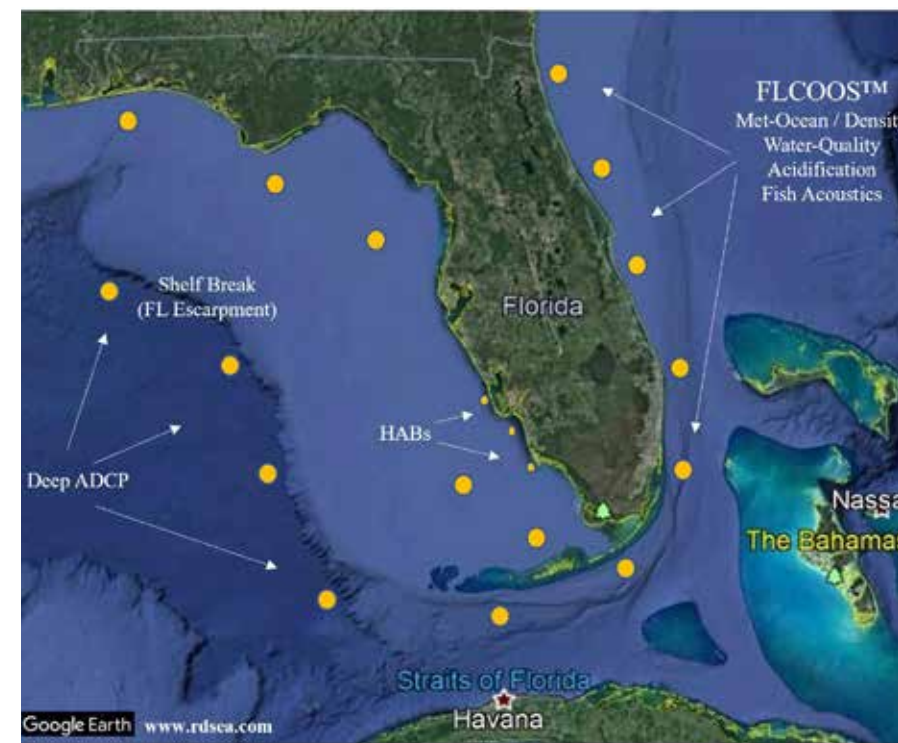 FLCOOS™
Met-Ocean / Densit
Water-Quality
Acidification
Fish Acoustics
Shelf Break
(FL Escarpment)
Florida
HABs
Deep ADCP
Nassa
The Bahamas
Straits of Florida
Havana
Google Earth www.rdsea.com